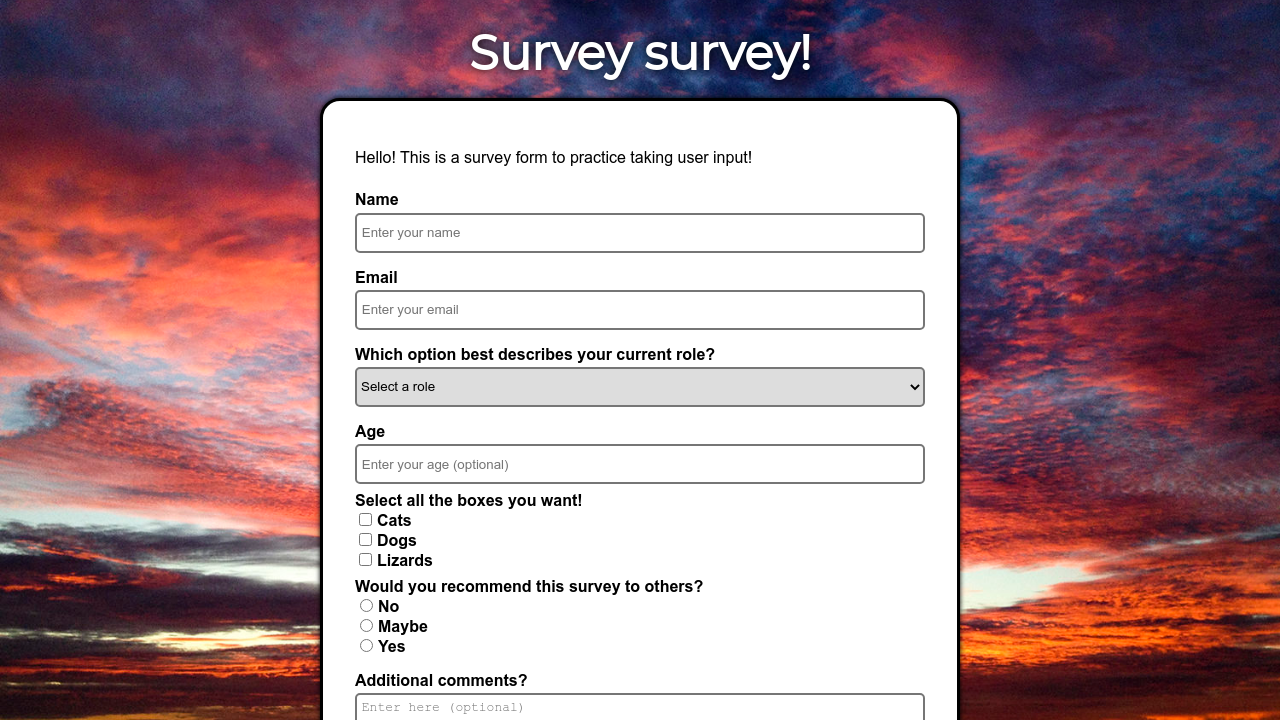 Survey survey!
Hello! This is a survey form to practice taking user input!
Name
Enter your name
Email
Enter your email
Which option best describes your current role?
Select a role
Age
Enter your age (optional)
Select all the boxes you want!
Cats
Dogs
Lizards
Would you recommend this survey to others?
No
Maybe
Yes
Additional comments?
Enter here (optional)